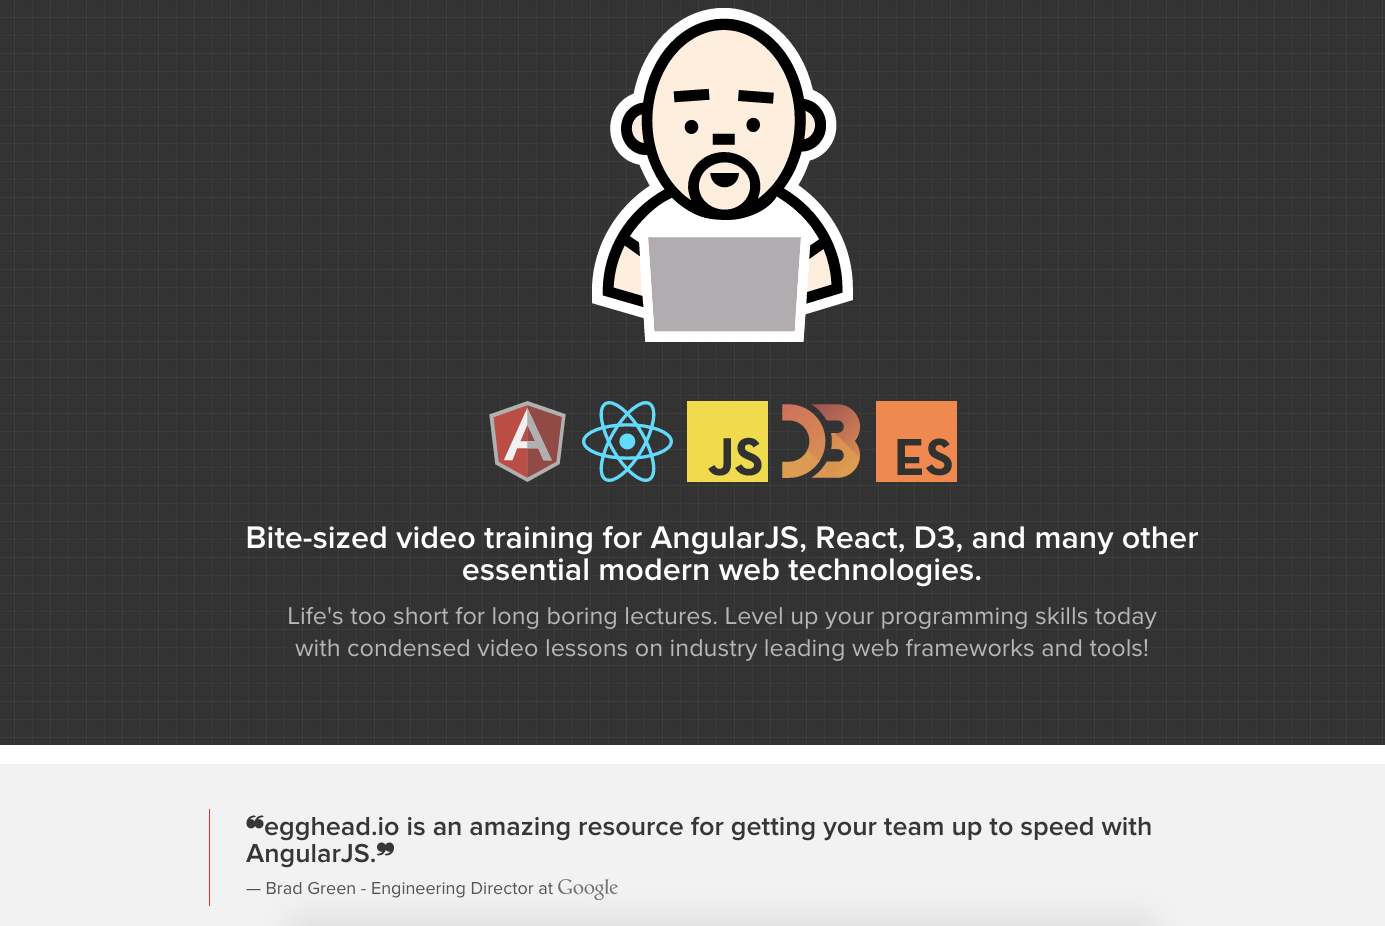 A
JS
D3
ES
Bite-sized video training for AngularJS, React, D3, and many other
essential modern web technologies.
Life's too short for long boring lectures. Level up your programming skills today
with condensed video lessons on industry leading web frameworks and tools!
❝egghead.io is an amazing resource for getting your team up to speed with
AngularJS.❞
— Brad Green - Engineering Director at Google